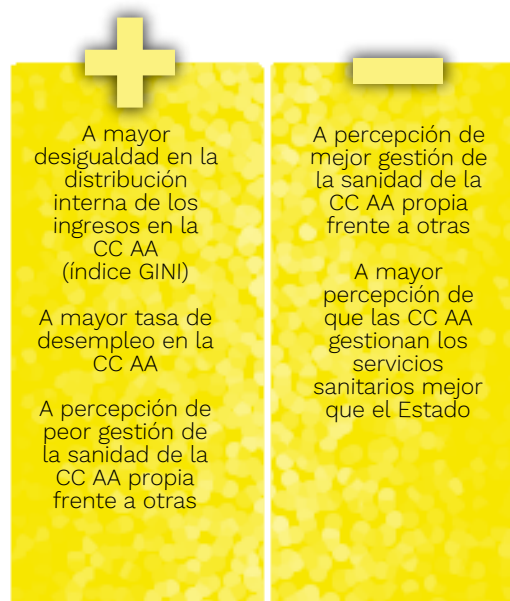 A mayor
desigualdad en la
distribución
interna de los
ingresos en la
CC AA
(índice GINI)
A mayor tasa de
desempleo en la
CC AA
A percepción de
peor gestión de
la sanidad de la
CC AA propia
frente a otras
A percepción de
mejor gestión de
la sanidad de la
CC AA propia
frente a otras
A mayor
percepción de
que las CC AA
gestionan los
servicios
sanitarios mejor
que el Estado